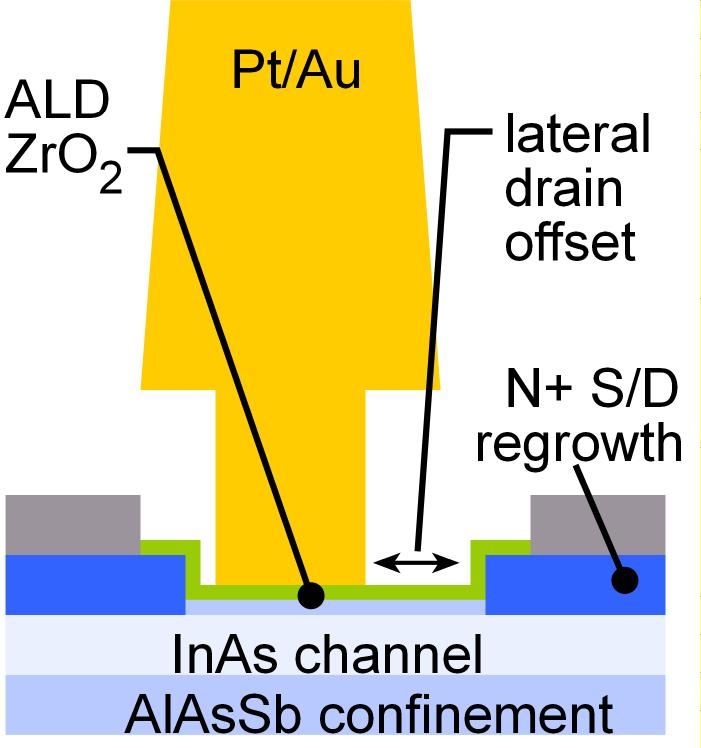 Pt/Au
ALD
ZrO₂
lateral
drain
offset
N+ S/D
regrowth
InAs channel
AlAsSb confinement